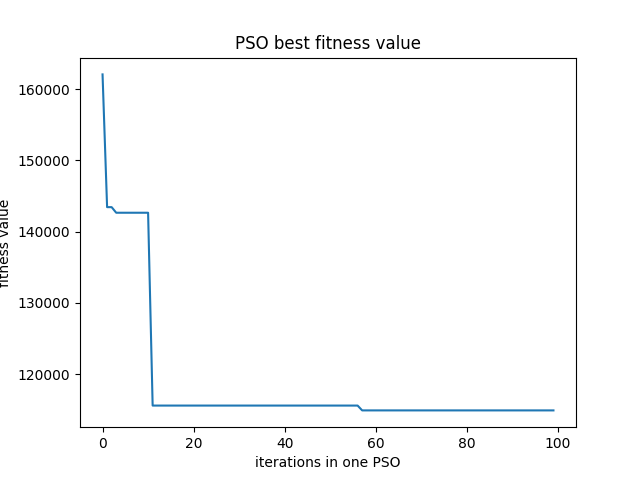 PSO best fitness value
160000
150000
140000
130000
120000
fitness value
0 20 40 60 80 100
iterations in one PSO